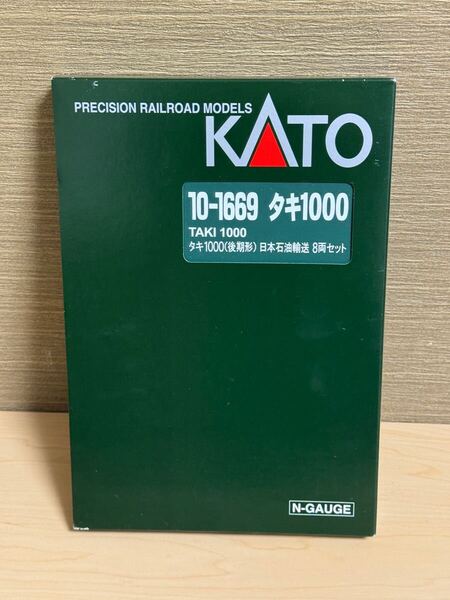 PRECISION RAILROAD MODELS
KATO
10-1669 タキ1000
TAKI 1000
タキ1000(後期形) 日本石油輸送 8両セット
N-GAUGE